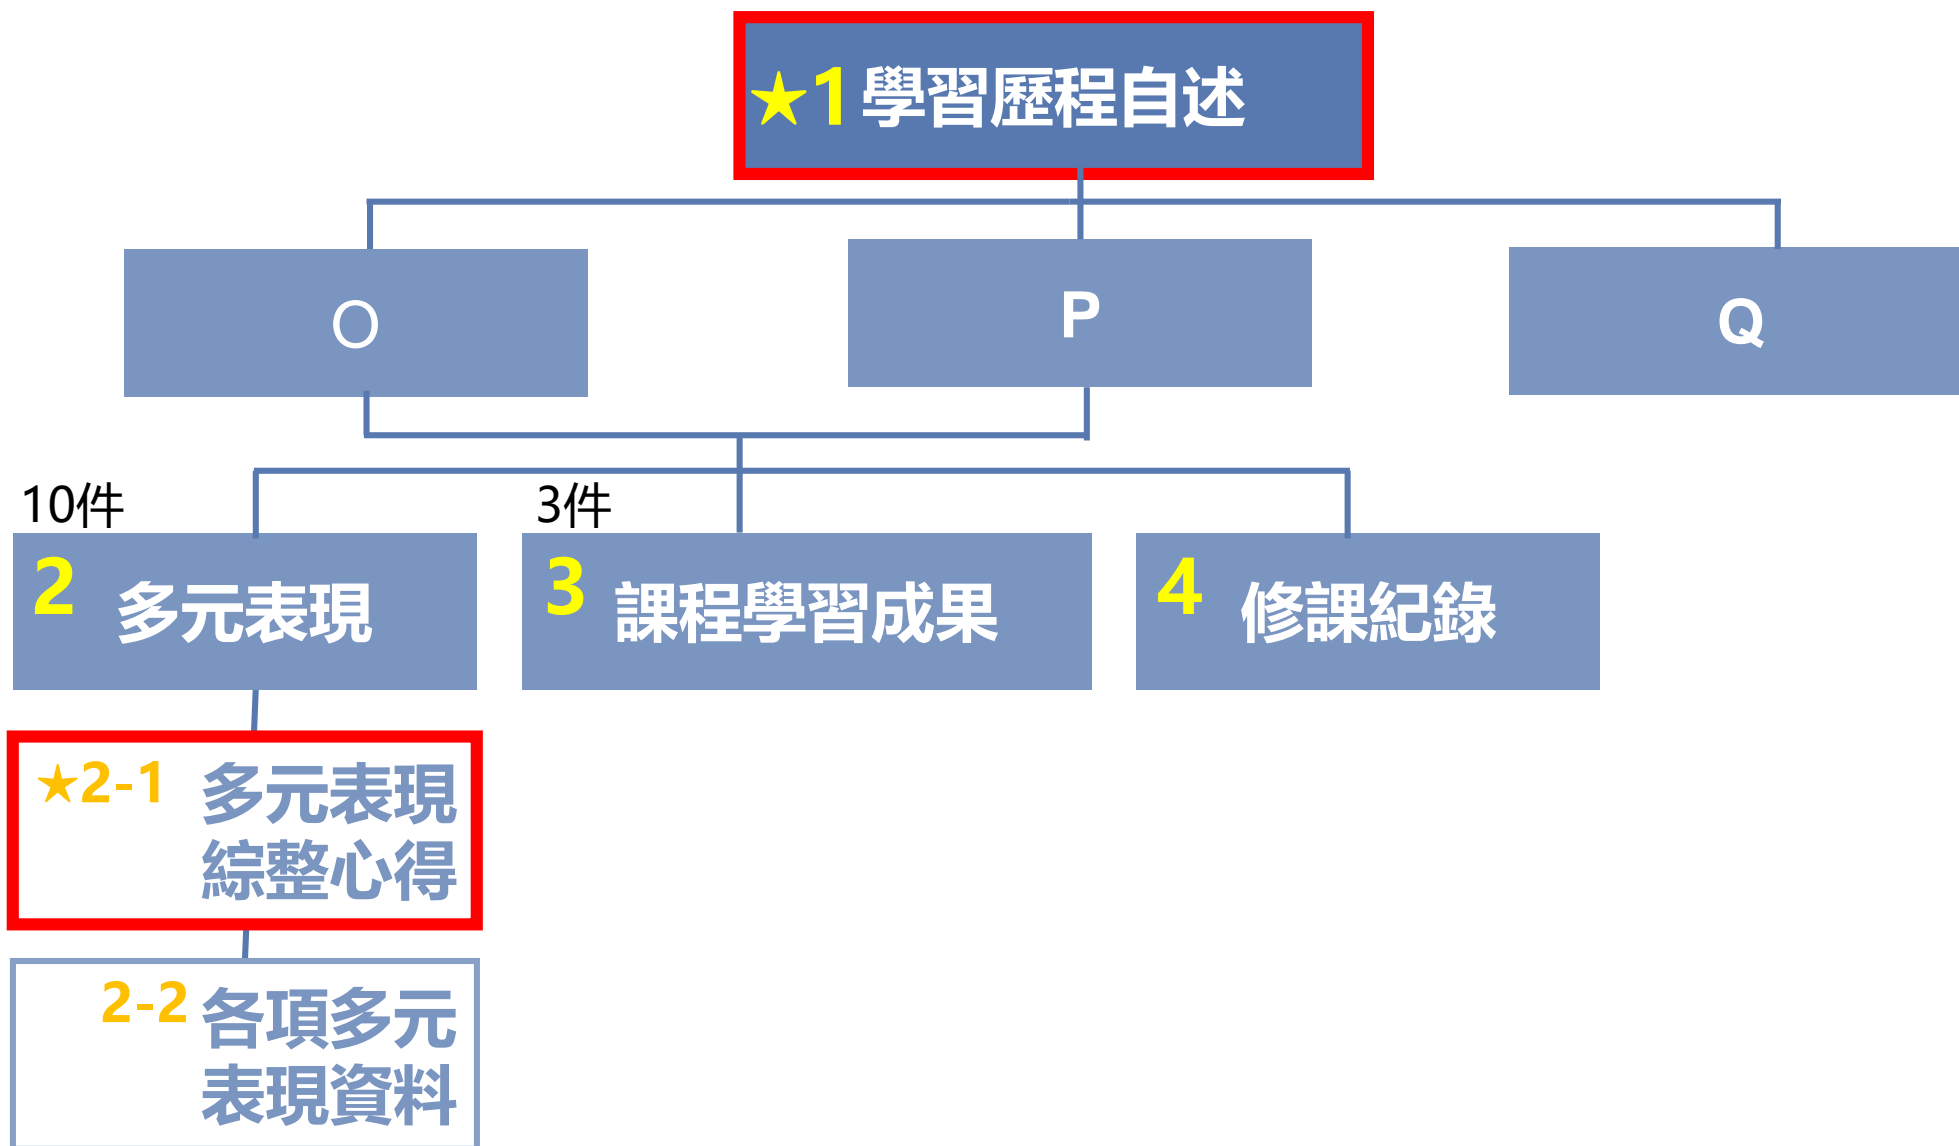 ★1學習歷程自述
O
P
Q
10件
3件
2 多元表現
3 課程學習成果
4 修課紀錄
★2-1 多元表現
綜整心得
2-2 各項多元
表現資料